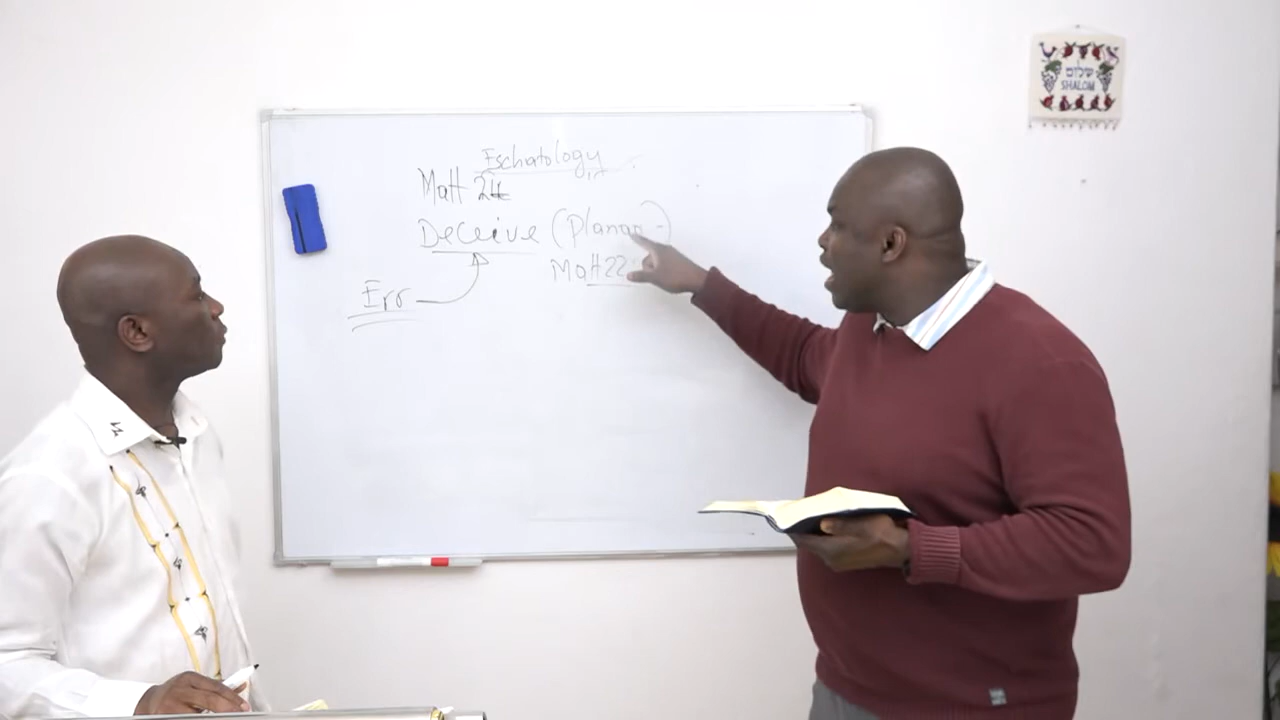 Eschatology
Matt 24
Deceive (planao-)
Matt 22
Err
שלום
SHALOM